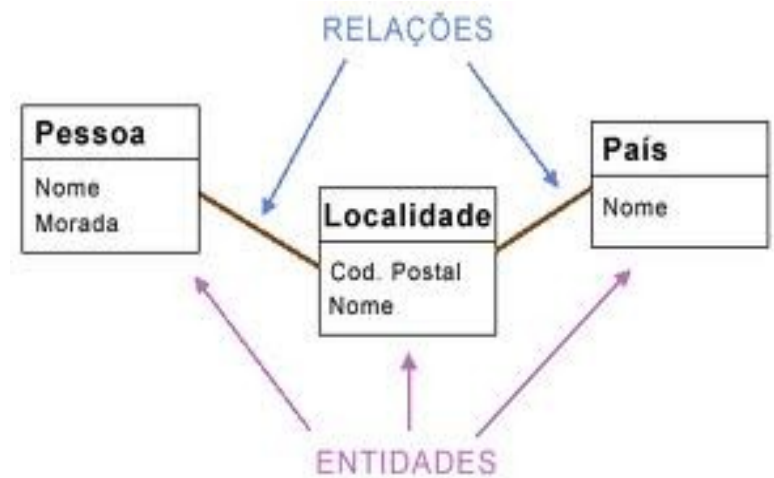 RELAÇÕES
Pessoa
Nome
Morada
Localidade
Cod. Postal
Nome
País
Nome
ENTIDADES